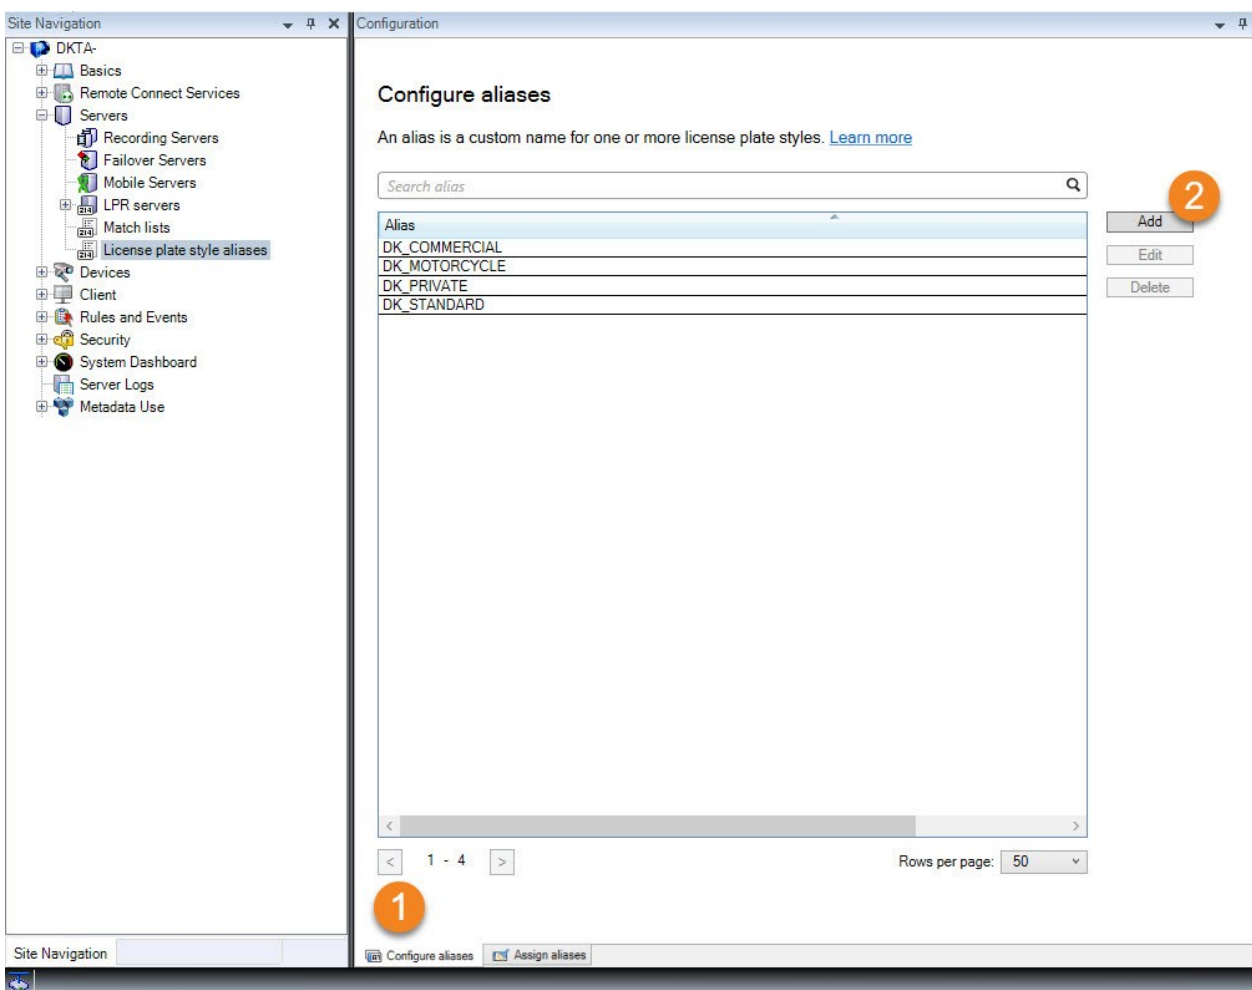 Site Navigation
DKTA-
Basics
Remote Connect Services
Servers
Recording Servers
Failover Servers
Mobile Servers
LPR servers
Match lists
License plate style aliases
Devices
Client
Rules and Events
Security
System Dashboard
Server Logs
Metadata Use
Site Navigation
Configuration
Configure aliases
An alias is a custom name for one or more license plate styles. Learn more
Search alias
2
Alias
Add
DK_COMMERCIAL
DK_MOTORCYCLE
DK_PRIVATE
DK_STANDARD
Edit
Delete
< 1 - 4 >
Rows per page: 50
1
Configure aliases
Assign aliases